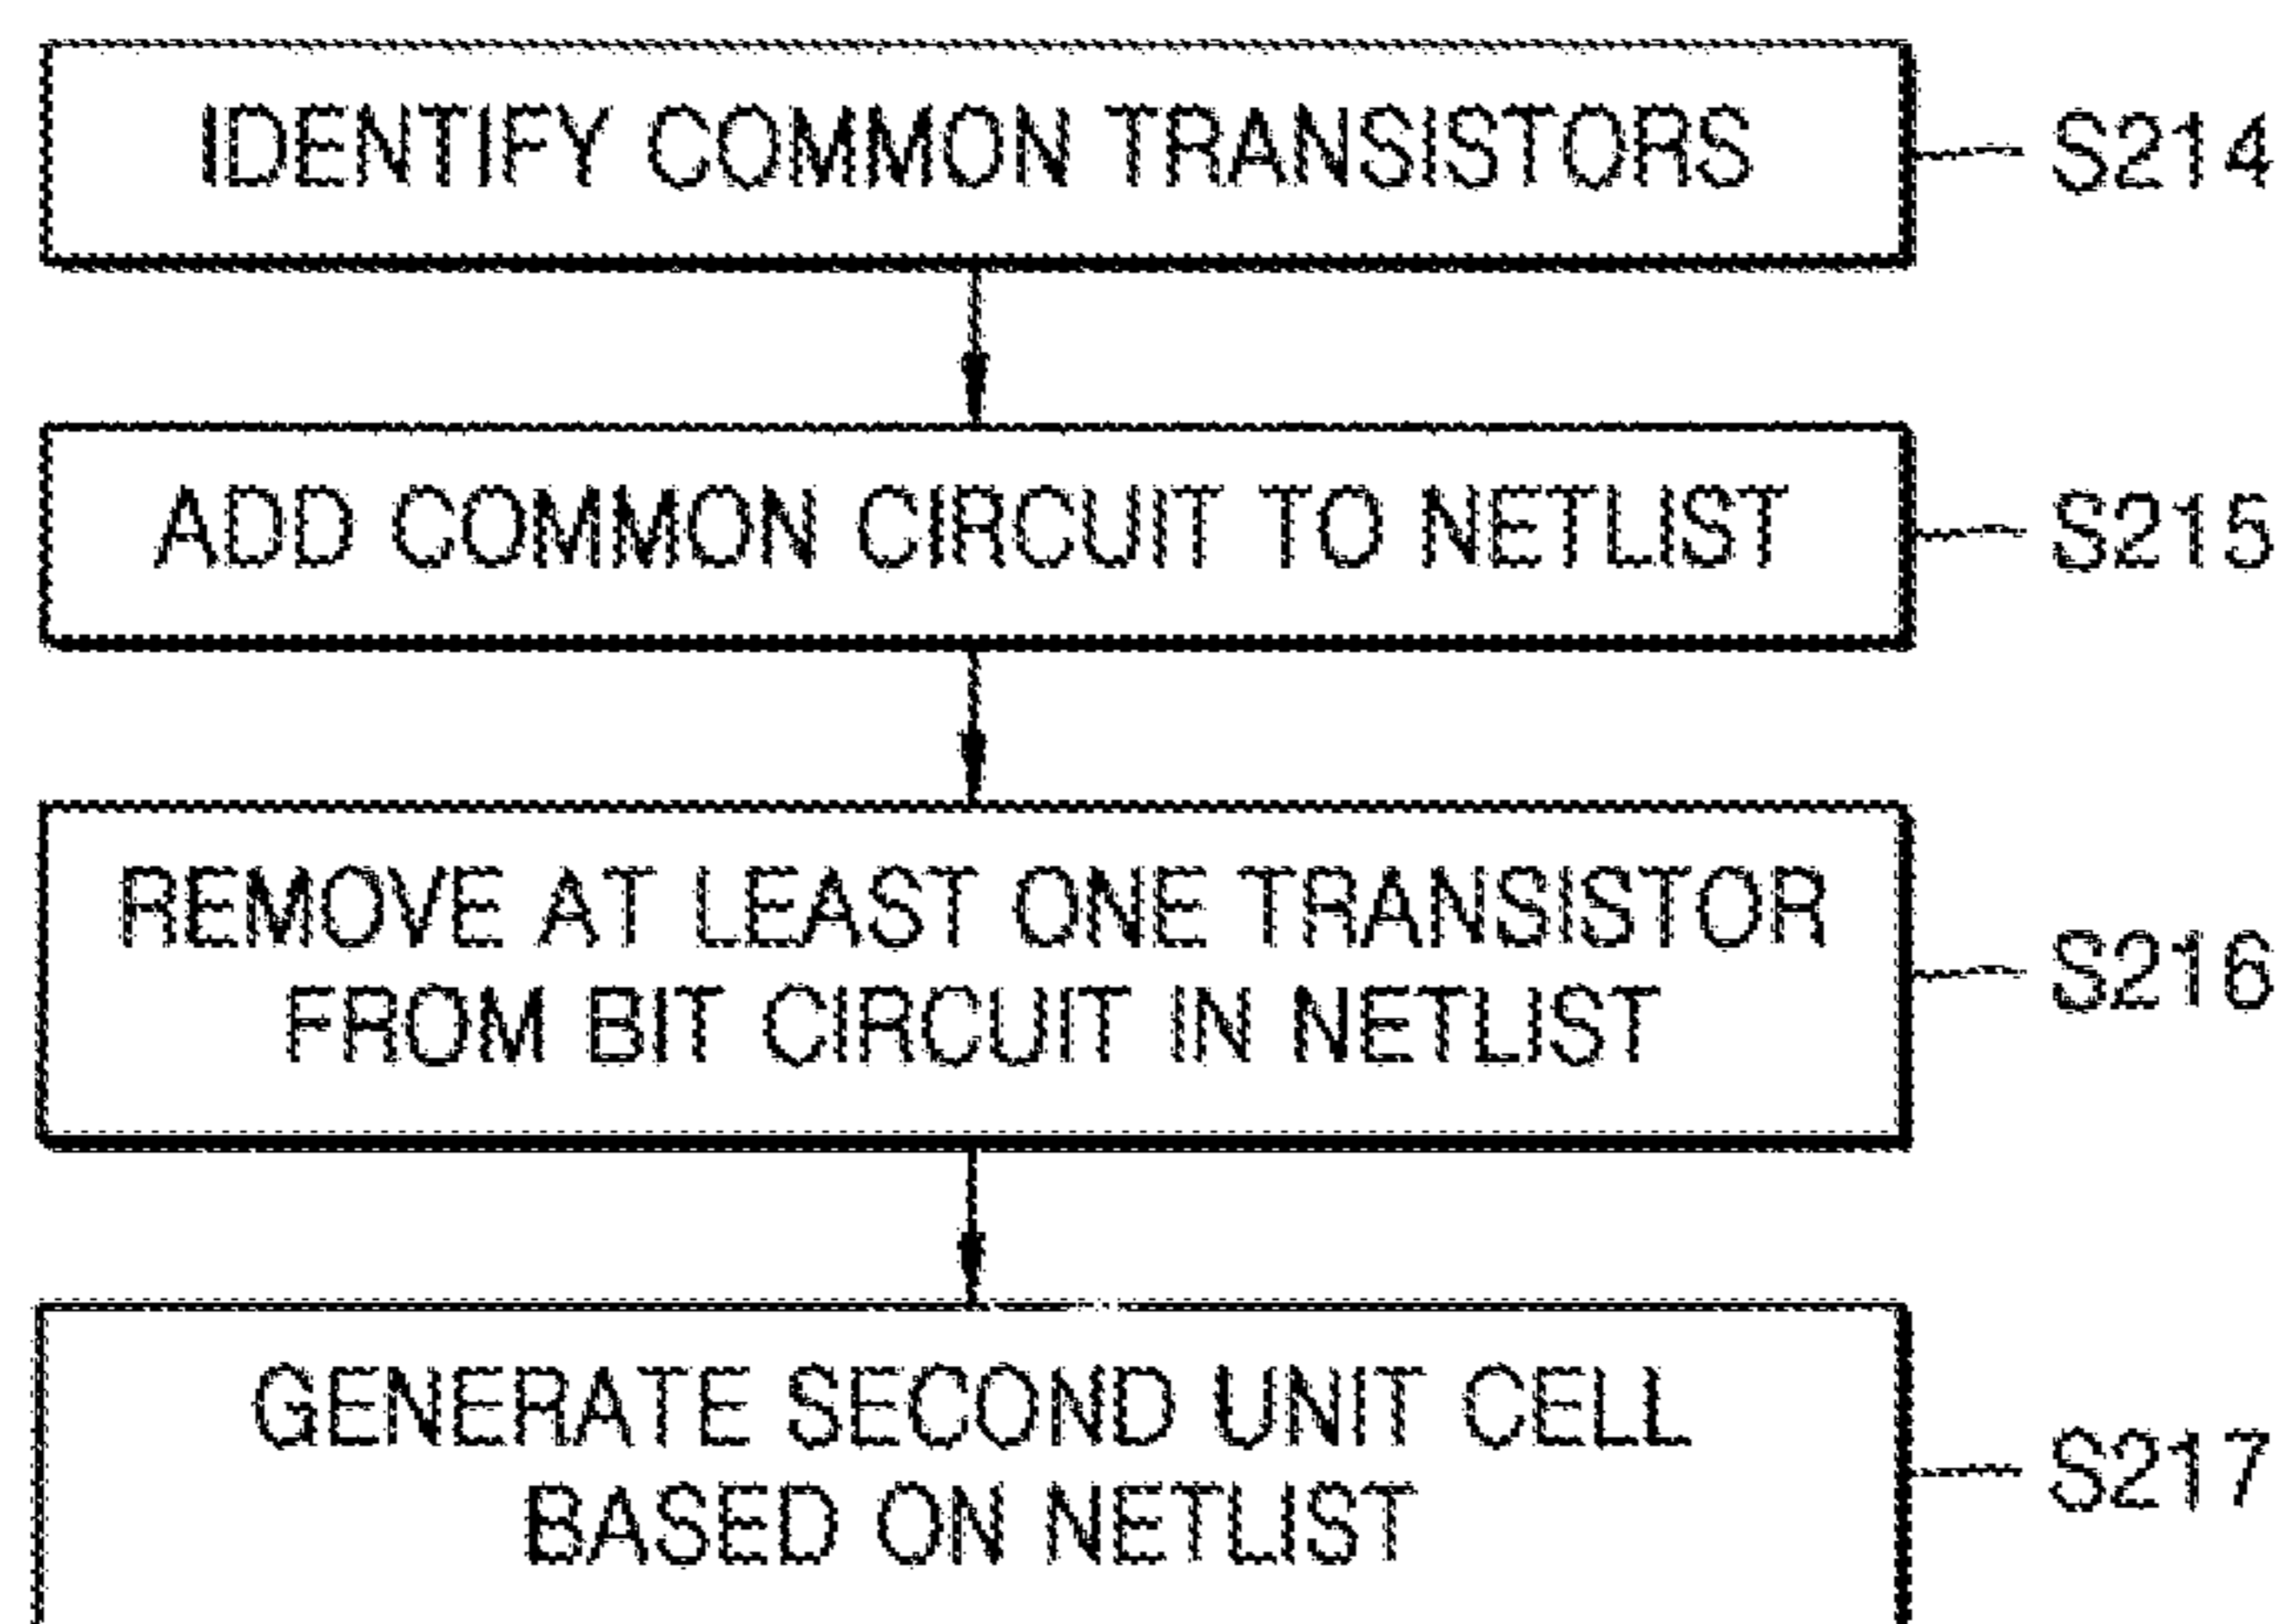 IDENTIFY COMMON TRANSISTORS
S214
ADD COMMON CIRCUIT TO NETLIST
S215
REMOVE AT LEAST ONE TRANSISTOR
FROM BIT CIRCUIT IN NETLIST
S216
GENERATE SECOND UNIT CELL
BASED ON NETLIST
S217